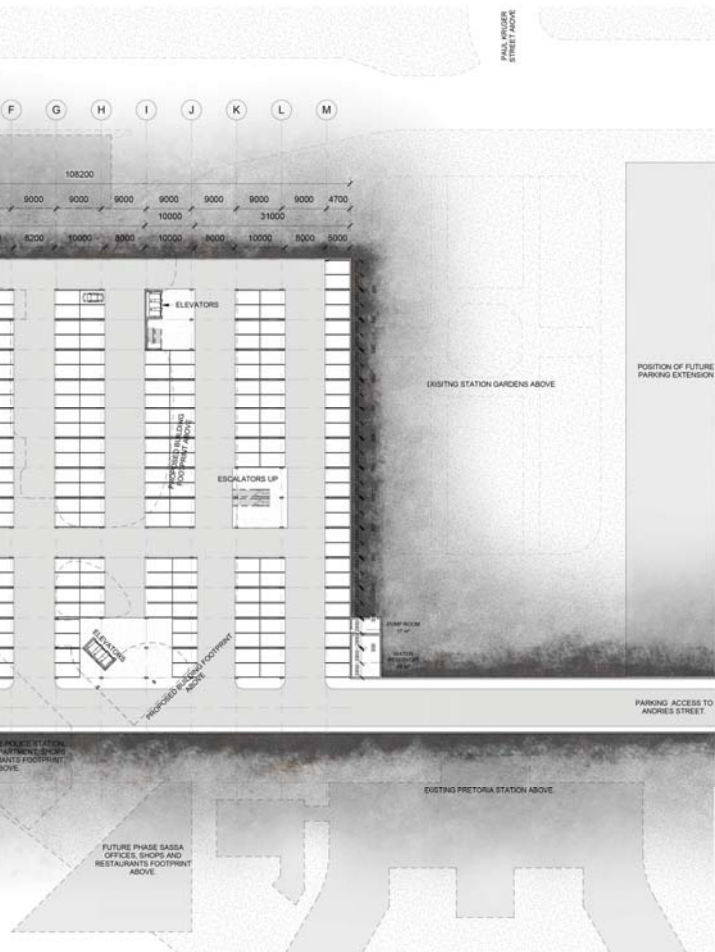 PAUL KRUGER
STREET ABOVE
F G H I J K L M
108200
9000 9000 9000 9000 9000 9000 9000 4700
10000 31000
8200 10000 8000 10000 8000 10000 8000 5000
ELEVATORS
EXISITNG STATION GARDENS ABOVE
POSITION OF FUTURE
PARKING EXTENSION
PROPOSED BUILDING
FOOTPRINT ABOVE
ESCALATORS UP
PUMP ROOM
WATER
RESERVOIR
ELEVATORS
PROPOSED BUILDING FOOTPRINT
ABOVE
PARKING ACCESS TO
ANDRIES STREET.
POLICE STATION,
SHOPS
FOOTPRINT
EXISTING PRETORIA STATION ABOVE.
FUTURE PHASE SASSA
OFFICES, SHOPS AND
RESTAURANTS FOOTPRINT
ABOVE.